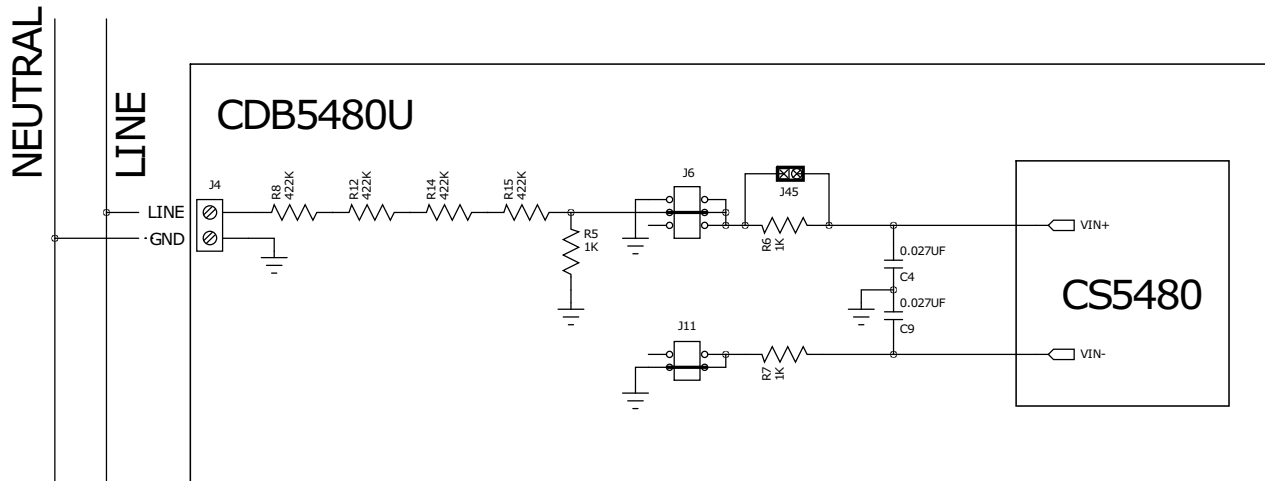 NEUTRAL
LINE
CDB5480U
J4
LINE
GND
R8
422K
R12
422K
R14
422K
R15
422K
R5
1K
J6
J45
R6
1K
0.027UF
C4
0.027UF
C9
VIN+
CS5480
J11
R7
1K
VIN-